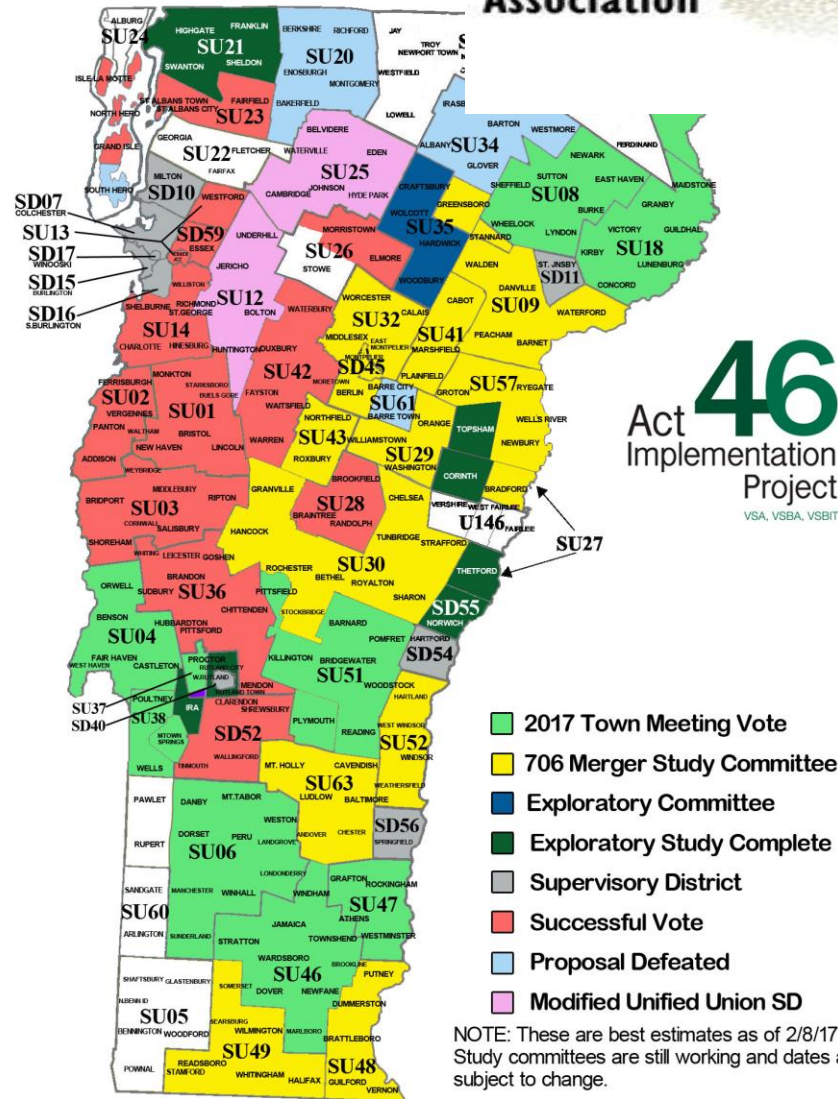 Association
ALBURG
SU24
HIGHGATE
FRANKLIN
SU21
SWANTON
SHELDON
BERKSHIRE
RICHFORD
SU20
ENOSBURGH
MONTGOMERY
BAKERFIELD
JAY
TROY
NEWPORT TOWN
WESTFIELD
LOWELL
ISLE LA MOTTE
NORTH HERO
GRAND ISLE
SOUTH HERO
ST ALBANS TOWN
ST ALBANS CITY
FAIRFIELD
SU23
GEORGIA
SU22
FLETCHER
FAIRFAX
BELVIDERE
WATERVILLE
EDEN
SU25
CAMBRIDGE
JOHNSON
HYDE PARK
BARTON
ALBANY
SU34
WESTMORE
GLOVER
FERDINAND
NEWARK
SUTTON
SHEFFIELD
EAST HAVEN
SU08
BURKE
WHEELOCK
LYNDON
MAIDSTONE
GRANBY
VICTORY
GUILDHALL
KIRBY
SU18
LUNENBURG
CONCORD
CRAFTSBURY
GREENSBORO
WOLCOTT
SU35
HARDWICK
STANNARD
WOODBURY
MILTON
SD10
SD07
COLCHESTER
SU13
SD17
WINOOSKI
SD15
BURLINGTON
SD16
S.BURLINGTON
WESTFORD
SD59
ESSEX
UNDERHILL
JERICHO
SU12
BOLTON
HUNTINGTON
MORRISTOWN
SU26
STOWE
ELMORE
WILLISTON
RICHMOND
SHELBURNE
ST.GEORGE
SU14
CHARLOTTE
HINESBURG
WALDEN
ST. JNSBY
SD11
DANVILLE
SU09
WATERFORD
PEACHAM
BARNET
WORCESTER
SU32
CALAIS
MIDDLESEX
EAST
MONTPELIER
MONTPELIER
SD45
BERLIN
CABOT
SU41
MARSHFIELD
PLAINFIELD
WATERBURY
DUXBURY
SU42
MORETOWN
FAYSTON
WAITSFIELD
WARREN
BARRE CITY
SU61
BARRE TOWN
GROTON
SU57
RYEGATE
WELLS RIVER
NEWBURY
TOPSHAM
CORINTH
BRADFORD
SU27
FERRISBURGH
SU02
VERGENNES
PANTON
WALTHAM
ADDISON
MONKTON
STARKSBORO
BUELS GORE
SU01
BRISTOL
NEW HAVEN
LINCOLN
WEYBRIDGE
NORTHFIELD
SU43
ROXBURY
ORANGE
WILLIAMSTOWN
SU29
WASHINGTON
BROOKFIELD
SU28
BRAINTREE
RANDOLPH
GRANVILLE
HANCOCK
CHELSEA
TUNBRIDGE
STRAFFORD
SU30
ROCHESTER
BETHEL
ROYALTON
SHARON
STOCKBRIDGE
VERSHIRE
WEST FAIRLEE
U146
FAIRLEE
THETFORD
SD55
NORWICH
HARTFORD
SD54
BRIDPORT
MIDDLEBURY
RIPTON
SU03
CORNWALL
SALISBURY
SHOREHAM
WHITING
LEICESTER
GOSHEN
BRANDON
SU36
SUDBURY
CHITTENDEN
HUBBARDTON
PITTSFORD
MENDON
ORWELL
BENSON
SU04
FAIR HAVEN
WEST HAVEN
CASTLETON
PITTSFIELD
BARNARD
POMFRET
KILLINGTON
BRIDGEWATER
SU51
WOODSTOCK
PLYMOUTH
READING
PROCTOR
RUTLAND CITY
W.RUTLAND
RUTLAND TOWN
IRA
SU37
SD40
POULTNEY
SU38
MTOWN
SPRINGS
WELLS
TINMOUTH
CLARENDON
SHREWSBURY
SD52
WALLINGFORD
HARTLAND
WEST WINDSOR
SU52
WINDSOR
WEATHERSFIELD
MT. HOLLY
CAVENDISH
SU63
LUDLOW
BALTIMORE
ANDOVER
CHESTER
SD56
SPRINGFIELD
PAWLET
RUPERT
SANDGATE
SU60
ARLINGTON
DANBY
MT.TABOR
WESTON
DORSET
PERU
LANDGROVE
SU06
LONDONDERRY
MANCHESTER
WINHALL
SUNDERLAND
WINDHAM
GRAFTON
ROCKINGHAM
SU47
ATHENS
WESTMINSTER
JAMAICA
TOWNSHEND
STRATTON
WARDSBORO
BROOKLINE
SU46
DOVER
NEWFANE
MARLBORO
SHAFTSBURY
GLASTENBURY
N.BENN ID
SU05
BENNINGTON
WOODFORD
POWNAL
SOMERSET
SEARSBURG
WILMINGTON
SU49
READSBORO
STAMFORD
WHITINGHAM
HALIFAX
PUTNEY
DUMMERSTON
BRATTLEBORO
SU48
GUILFORD
VERNON
Act 46
Implementation
Project
VSA, VSBA, VSBIT
2017 Town Meeting Vote
706 Merger Study Committee
Exploratory Committee
Exploratory Study Complete
Supervisory District
Successful Vote
Proposal Defeated
Modified Unified Union SD
NOTE: These are best estimates as of 2/8/17
Study committees are still working and dates a
subject to change.